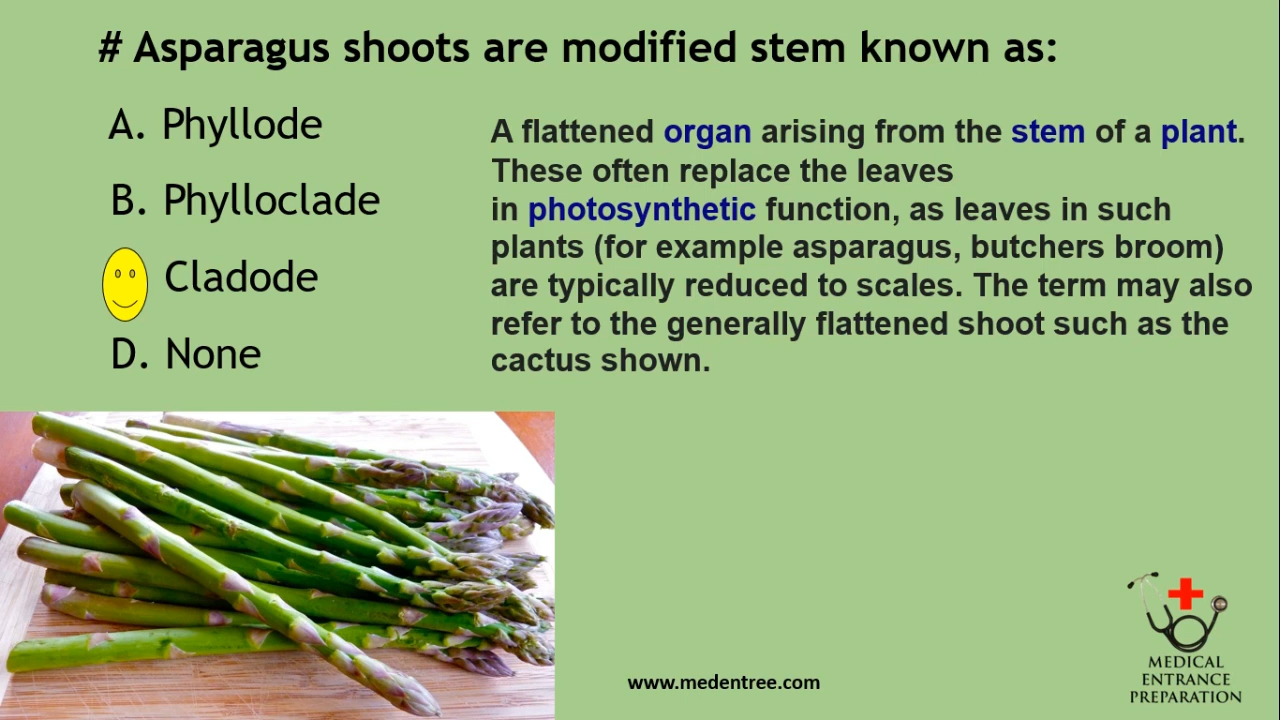 # Asparagus shoots are modified stem known as:
A. Phyllode
B. Phylloclade
Cladode
D. None
A flattened organ arising from the stem of a plant.
These often replace the leaves
in photosynthetic function, as leaves in such
plants (for example asparagus, butchers broom)
are typically reduced to scales. The term may also
refer to the generally flattened shoot such as the
cactus shown.
www.medentree.com
MEDICAL
ENTRANCE
PREPARATION